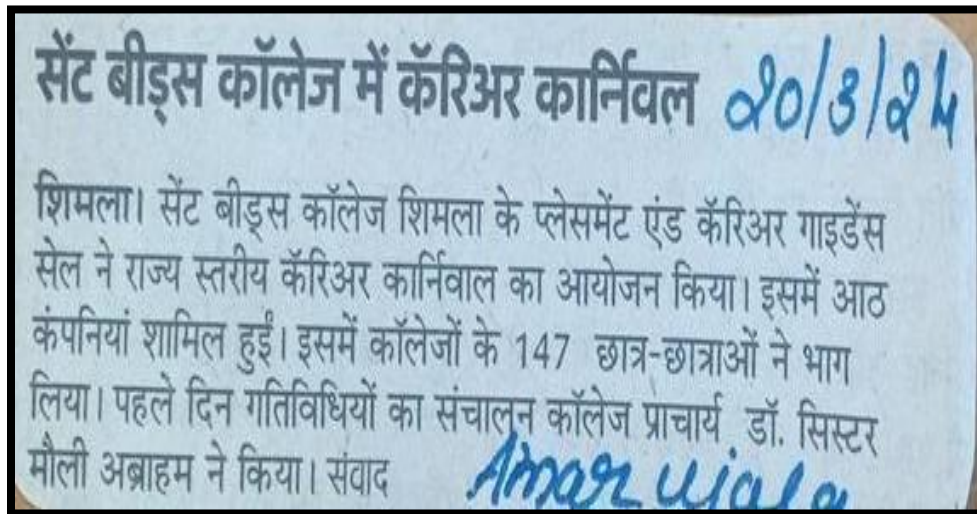 सेंट बीड्स कॉलेज में कॅरिअर कार्निवल 20/3/24
शिमला। सेंट बीड्स कॉलेज शिमला के प्लेसमेंट एंड कॅरिअर गाइडेंस
सेल ने राज्य स्तरीय कॅरिअर कार्निवाल का आयोजन किया। इसमें आठ
कंपनियां शामिल हुईं। इसमें कॉलेजों के 147 छात्र-छात्राओं ने भाग
लिया। पहले दिन गतिविधियों का संचालन कॉलेज प्राचार्य डॉ. सिस्टर
मौली अब्राहम ने किया। संवाद Amar ujala